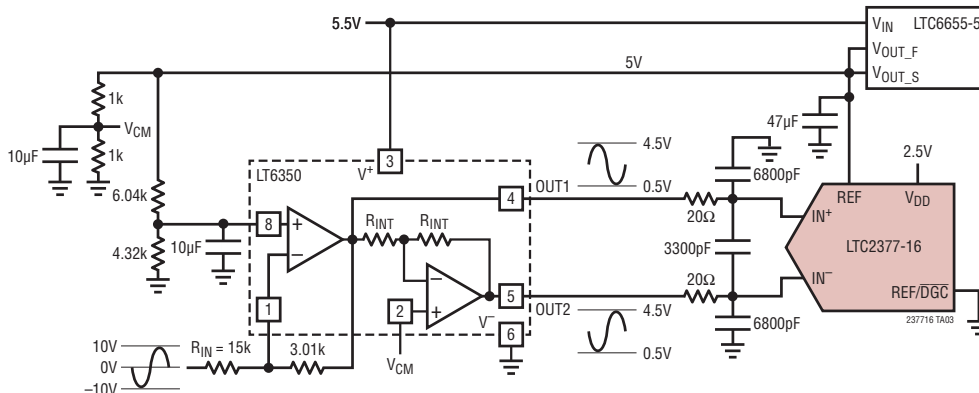 5.5V
VIN
LTC6655-5
VOUT_F
5V
VOUT_S
1k
VCM
10µF
1k
47µF
3
V+
LT6350
6.04k
8
4.32k
10µF
RINT
RINT
4
OUT1
4.5V
0.5V
20Ω
6800pF
2.5V
REF
VDD
IN+
3300pF
LTC2377-16
IN−
1
2
5
V−
6
OUT2
20Ω
REF/DGC
237716 TA03
6800pF
4.5V
0.5V
VCM
10V
0V
−10V
RIN = 15k
3.01k